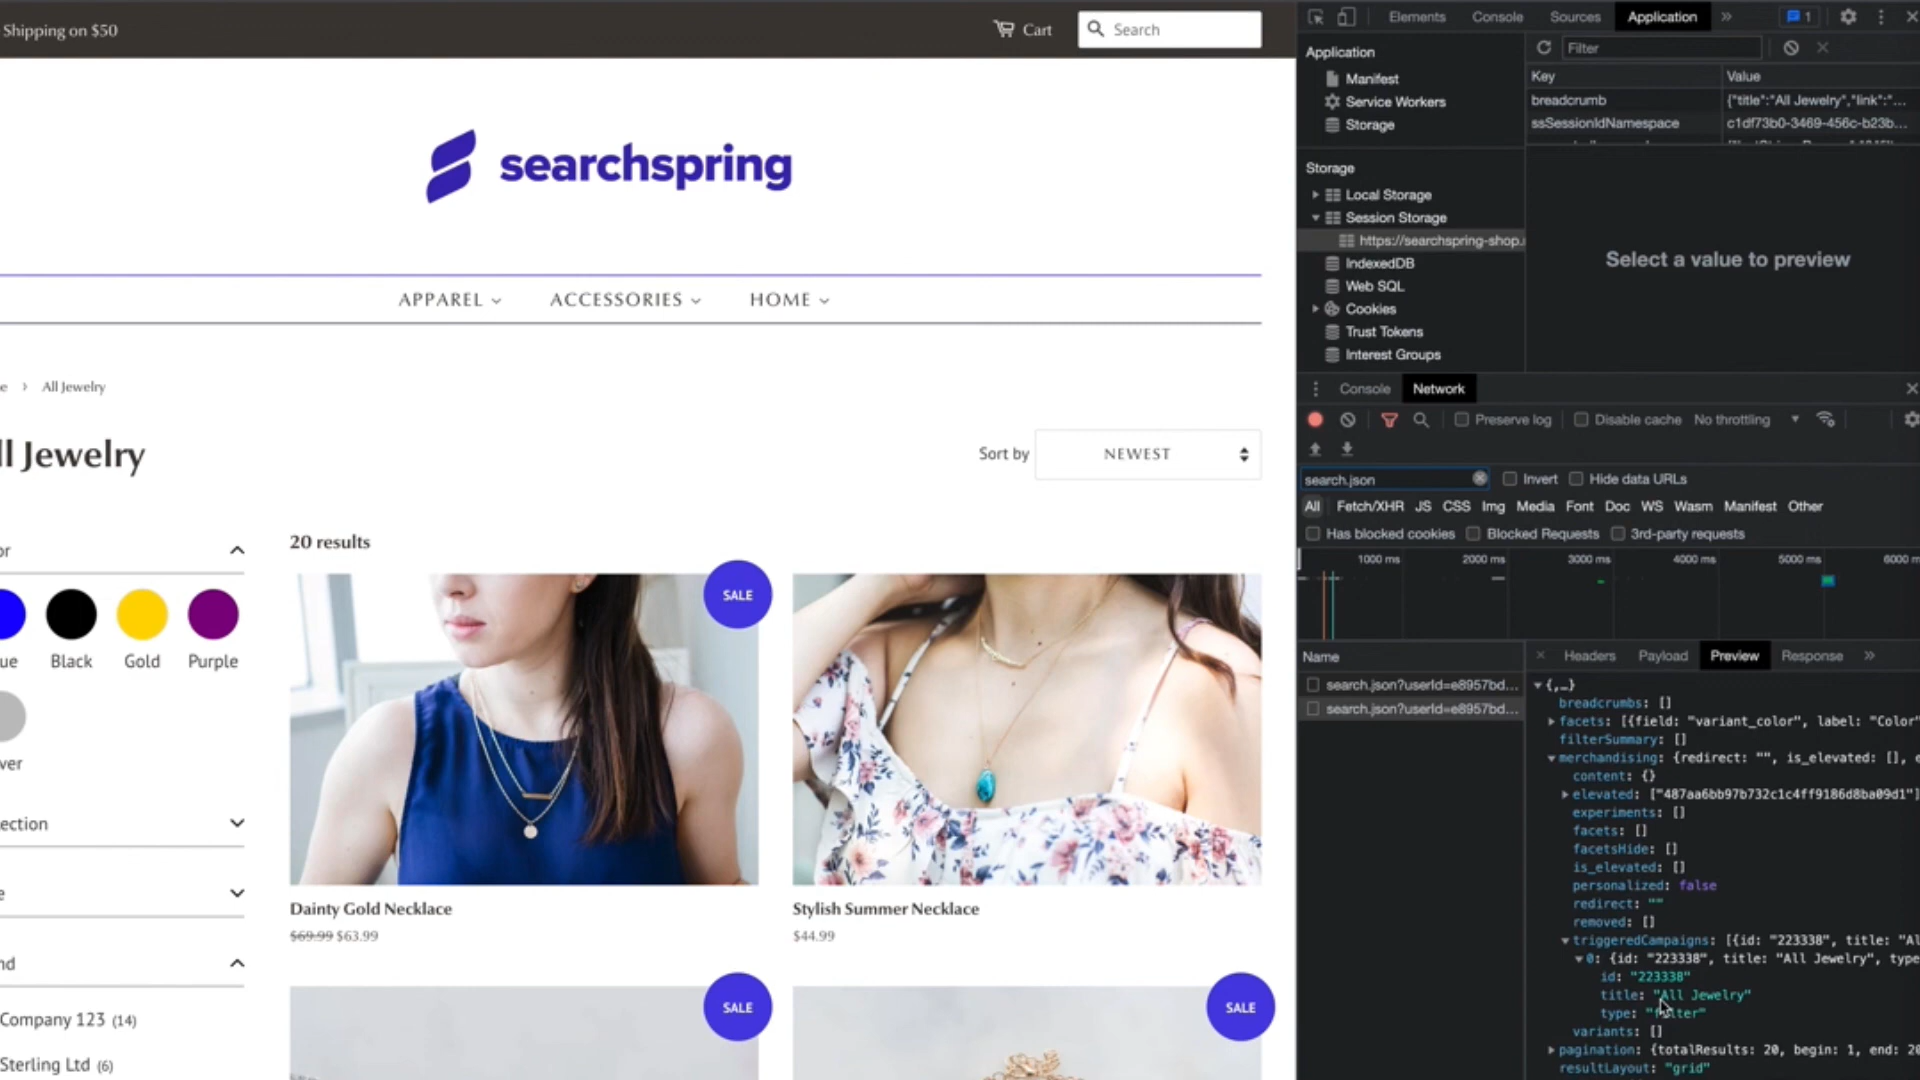 Shipping on $50
Cart
Search
searchspring
APPAREL
ACCESSORIES
HOME
e › All Jewelry
ll Jewelry
Sort by
NEWEST
or
20 results
ue
Black
Gold
Purple
ver
ection
e
nd
Company 123 (14)
Sterling Ltd (6)
SALE
Dainty Gold Necklace
$69.99 $63.99
Stylish Summer Necklace
$44.99
SALE
SALE
Elements
Console
Sources
Application
»
1
Application
Manifest
Service Workers
Storage
Filter
Key
Value
breadcrumb
{"title":"All Jewelry","link":"...
ssSessionIdNamespace
c1df73b0-3469-456c-b23b...
Storage
Local Storage
Session Storage
https://searchspring-shop.
IndexedDB
Web SQL
Cookies
Trust Tokens
Interest Groups
Select a value to preview
Console
Network
Preserve log
Disable cache
No throttling
search.json
Invert
Hide data URLs
All
Fetch/XHR
JS
CSS
Img
Media
Font
Doc
WS
Wasm
Manifest
Other
Has blocked cookies
Blocked Requests
3rd-party requests
1000 ms
2000 ms
3000 ms
4000 ms
5000 ms
6000 m
Name
search.json?userId=e8957bd...
search.json?userId=e8957bd...
Headers
Payload
Preview
Response
»
{,…}
breadcrumbs: []
facets: [{field: "variant_color", label: "Color"
filterSummary: []
merchandising: {redirect: "", is_elevated: [], e
content: {}
elevated: ["487aa6bb97b732c1c4ff9186d8ba09d1"]
experiments: []
facets: []
facetsHide: []
is_elevated: []
personalized: false
redirect: ""
removed: []
triggeredCampaigns: [{id: "223338", title: "Al
0: {id: "223338", title: "All Jewelry", type
id: "223338"
title: "All Jewelry"
type: "filter"
variants: []
pagination: {totalResults: 20, begin: 1, end: 20
resultLayout: "grid"